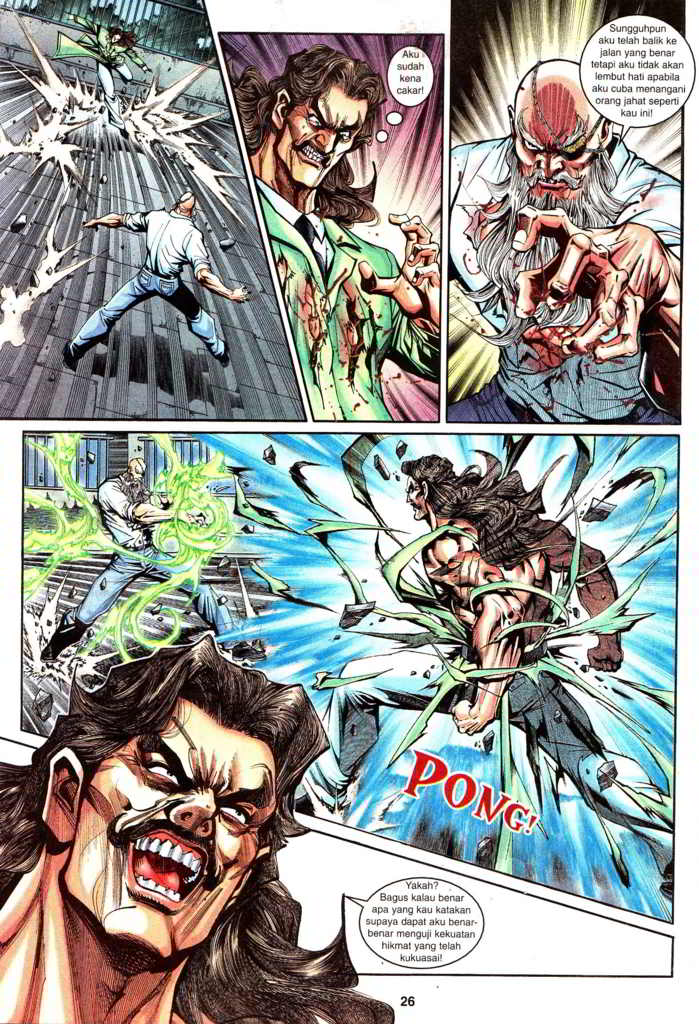 Aku
sudah
kena
cakar!
Sungguhpun
aku telah balik ke
jalan yang benar
tetapi aku tidak akan
lembut hati apabila
aku cuba menangani
orang jahat seperti
kau ini!
PONG!
Yakah?
Bagus kalau benar
apa yang kau katakan
supaya dapat aku benar-
benar menguji kekuatan
hikmat yang telah
kukuasai!
26